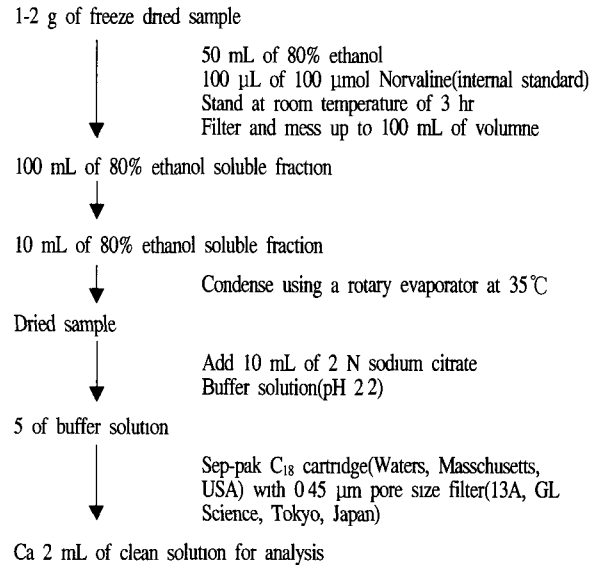 1-2 g of freeze dried sample
50 mL of 80% ethanol
100 μL of 100 μmol Norvaline(internal standard)
Stand at room temperature of 3 hr
Filter and mess up to 100 mL of volumne
100 mL of 80% ethanol soluble fraction
10 mL of 80% ethanol soluble fraction
Condense using a rotary evaporator at 35℃
Dried sample
Add 10 mL of 2 N sodium citrate
Buffer solution(pH 2 2)
5 of buffer solution
Sep-pak C₁₈ cartridge(Waters, Masschusetts,
USA) with 0 45 μm pore size filter(13A, GL
Science, Tokyo, Japan)
Ca 2 mL of clean solution for analysis